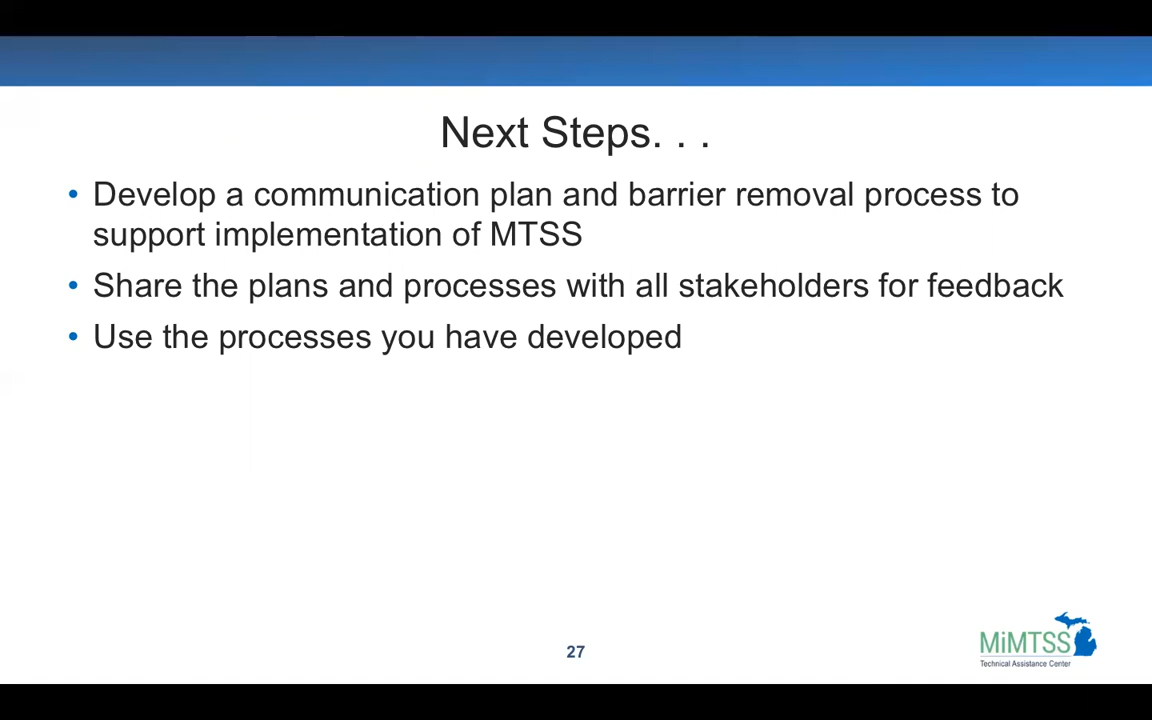 Next Steps. . .
• Develop a communication plan and barrier removal process to
support implementation of MTSS
• Share the plans and processes with all stakeholders for feedback
• Use the processes you have developed
27
MiMTSS
Technical Assistance Center